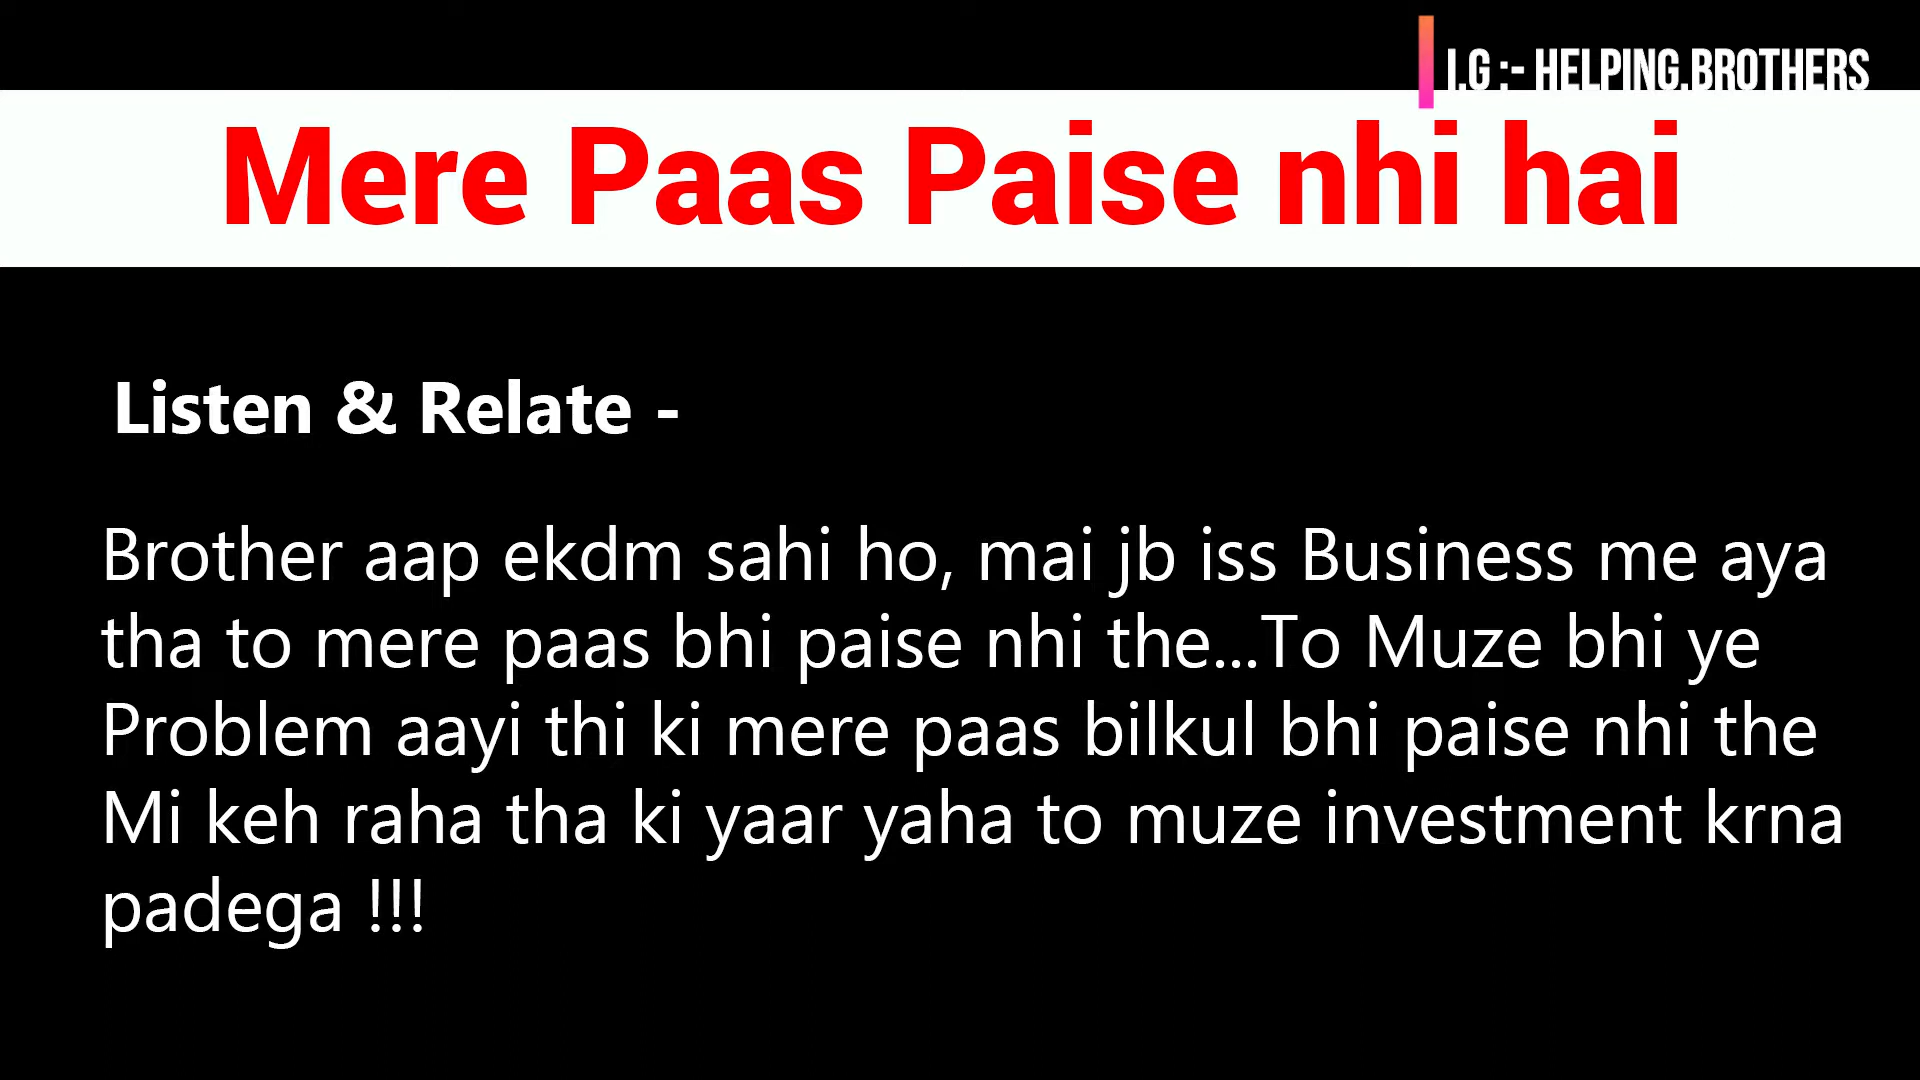 I.G :- HELPING.BROTHERS
Mere Paas Paise nhi hai
Listen & Relate -
Brother aap ekdm sahi ho, mai jb iss Business me aya
tha to mere paas bhi paise nhi the...To Muze bhi ye
Problem aayi thi ki mere paas bilkul bhi paise nhi the
Mi keh raha tha ki yaar yaha to muze investment krna
padega !!!